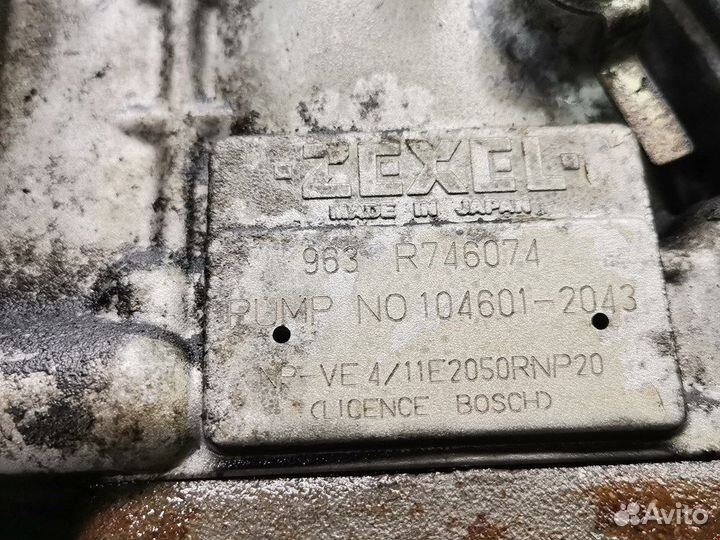 ·ZEXEL·
MADE IN JAPAN
963 R746074
PUMP NO 104601-2043
NP-VE4/11E2050RNP20
(LICENCE BOSCH)
Avito